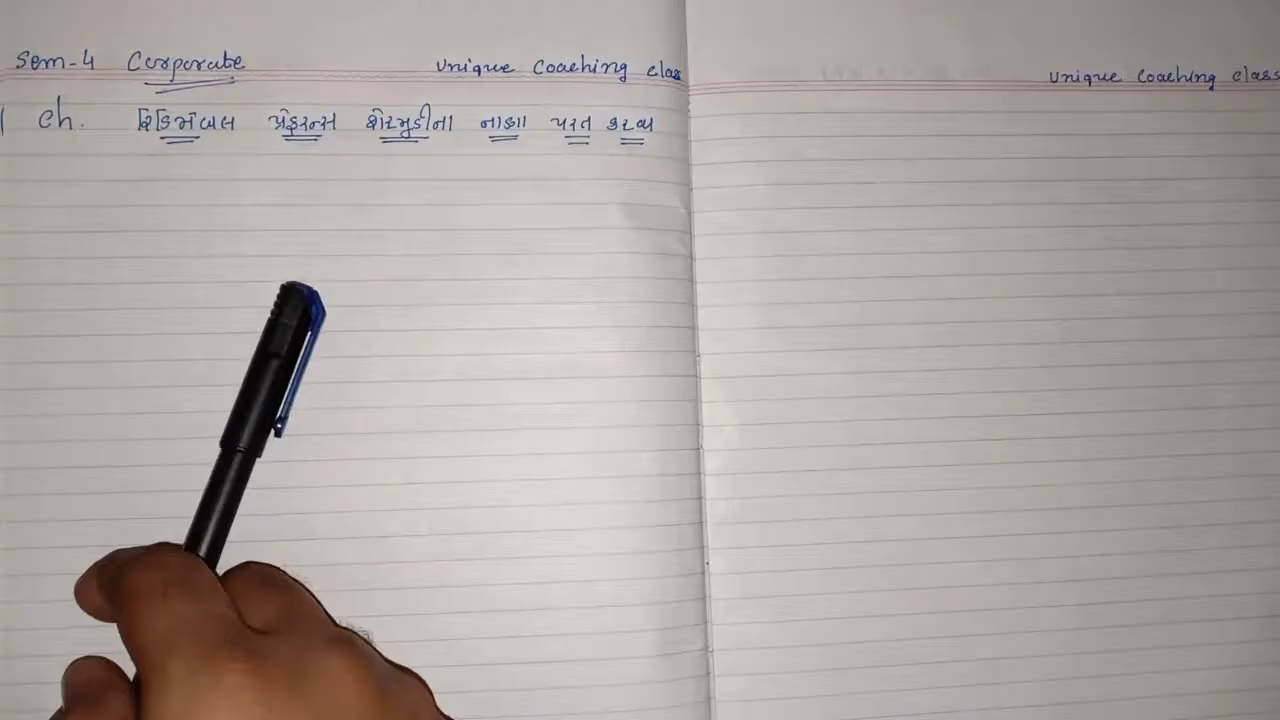 Sem-4 Corporate Unique Coaching Clas
1 Ch. રિડિમેબલ પ્રેફરન્સ શેરમુડીના નાણા પરત કરવા
Unique Coaching Class